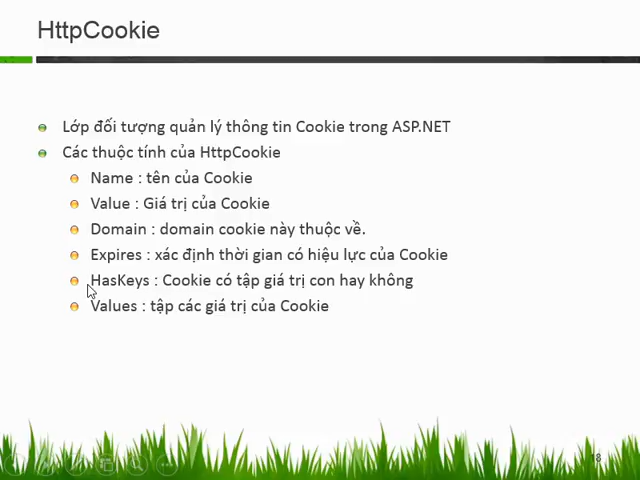 HttpCookie
Lớp đối tượng quản lý thông tin Cookie trong ASP.NET
Các thuộc tính của HttpCookie
Name : tên của Cookie
Value : Giá trị của Cookie
Domain : domain cookie này thuộc về.
Expires : xác định thời gian có hiệu lực của Cookie
HasKeys : Cookie có tập giá trị con hay không
Values : tập các giá trị của Cookie
18